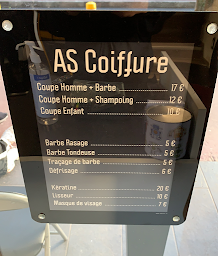 AS Coiffure
Coupe Homme + Barbe 17 €
Coupe Homme + Shampoing 12 €
Coupe Enfant 10 €
Barbe Rasage 5 €
Barbe Tondeuse 5 €
Traçage de barbe 5 €
Défrisage 6 €
Kératine 20 €
Lisseur 10 €
Masque de visage 7 €